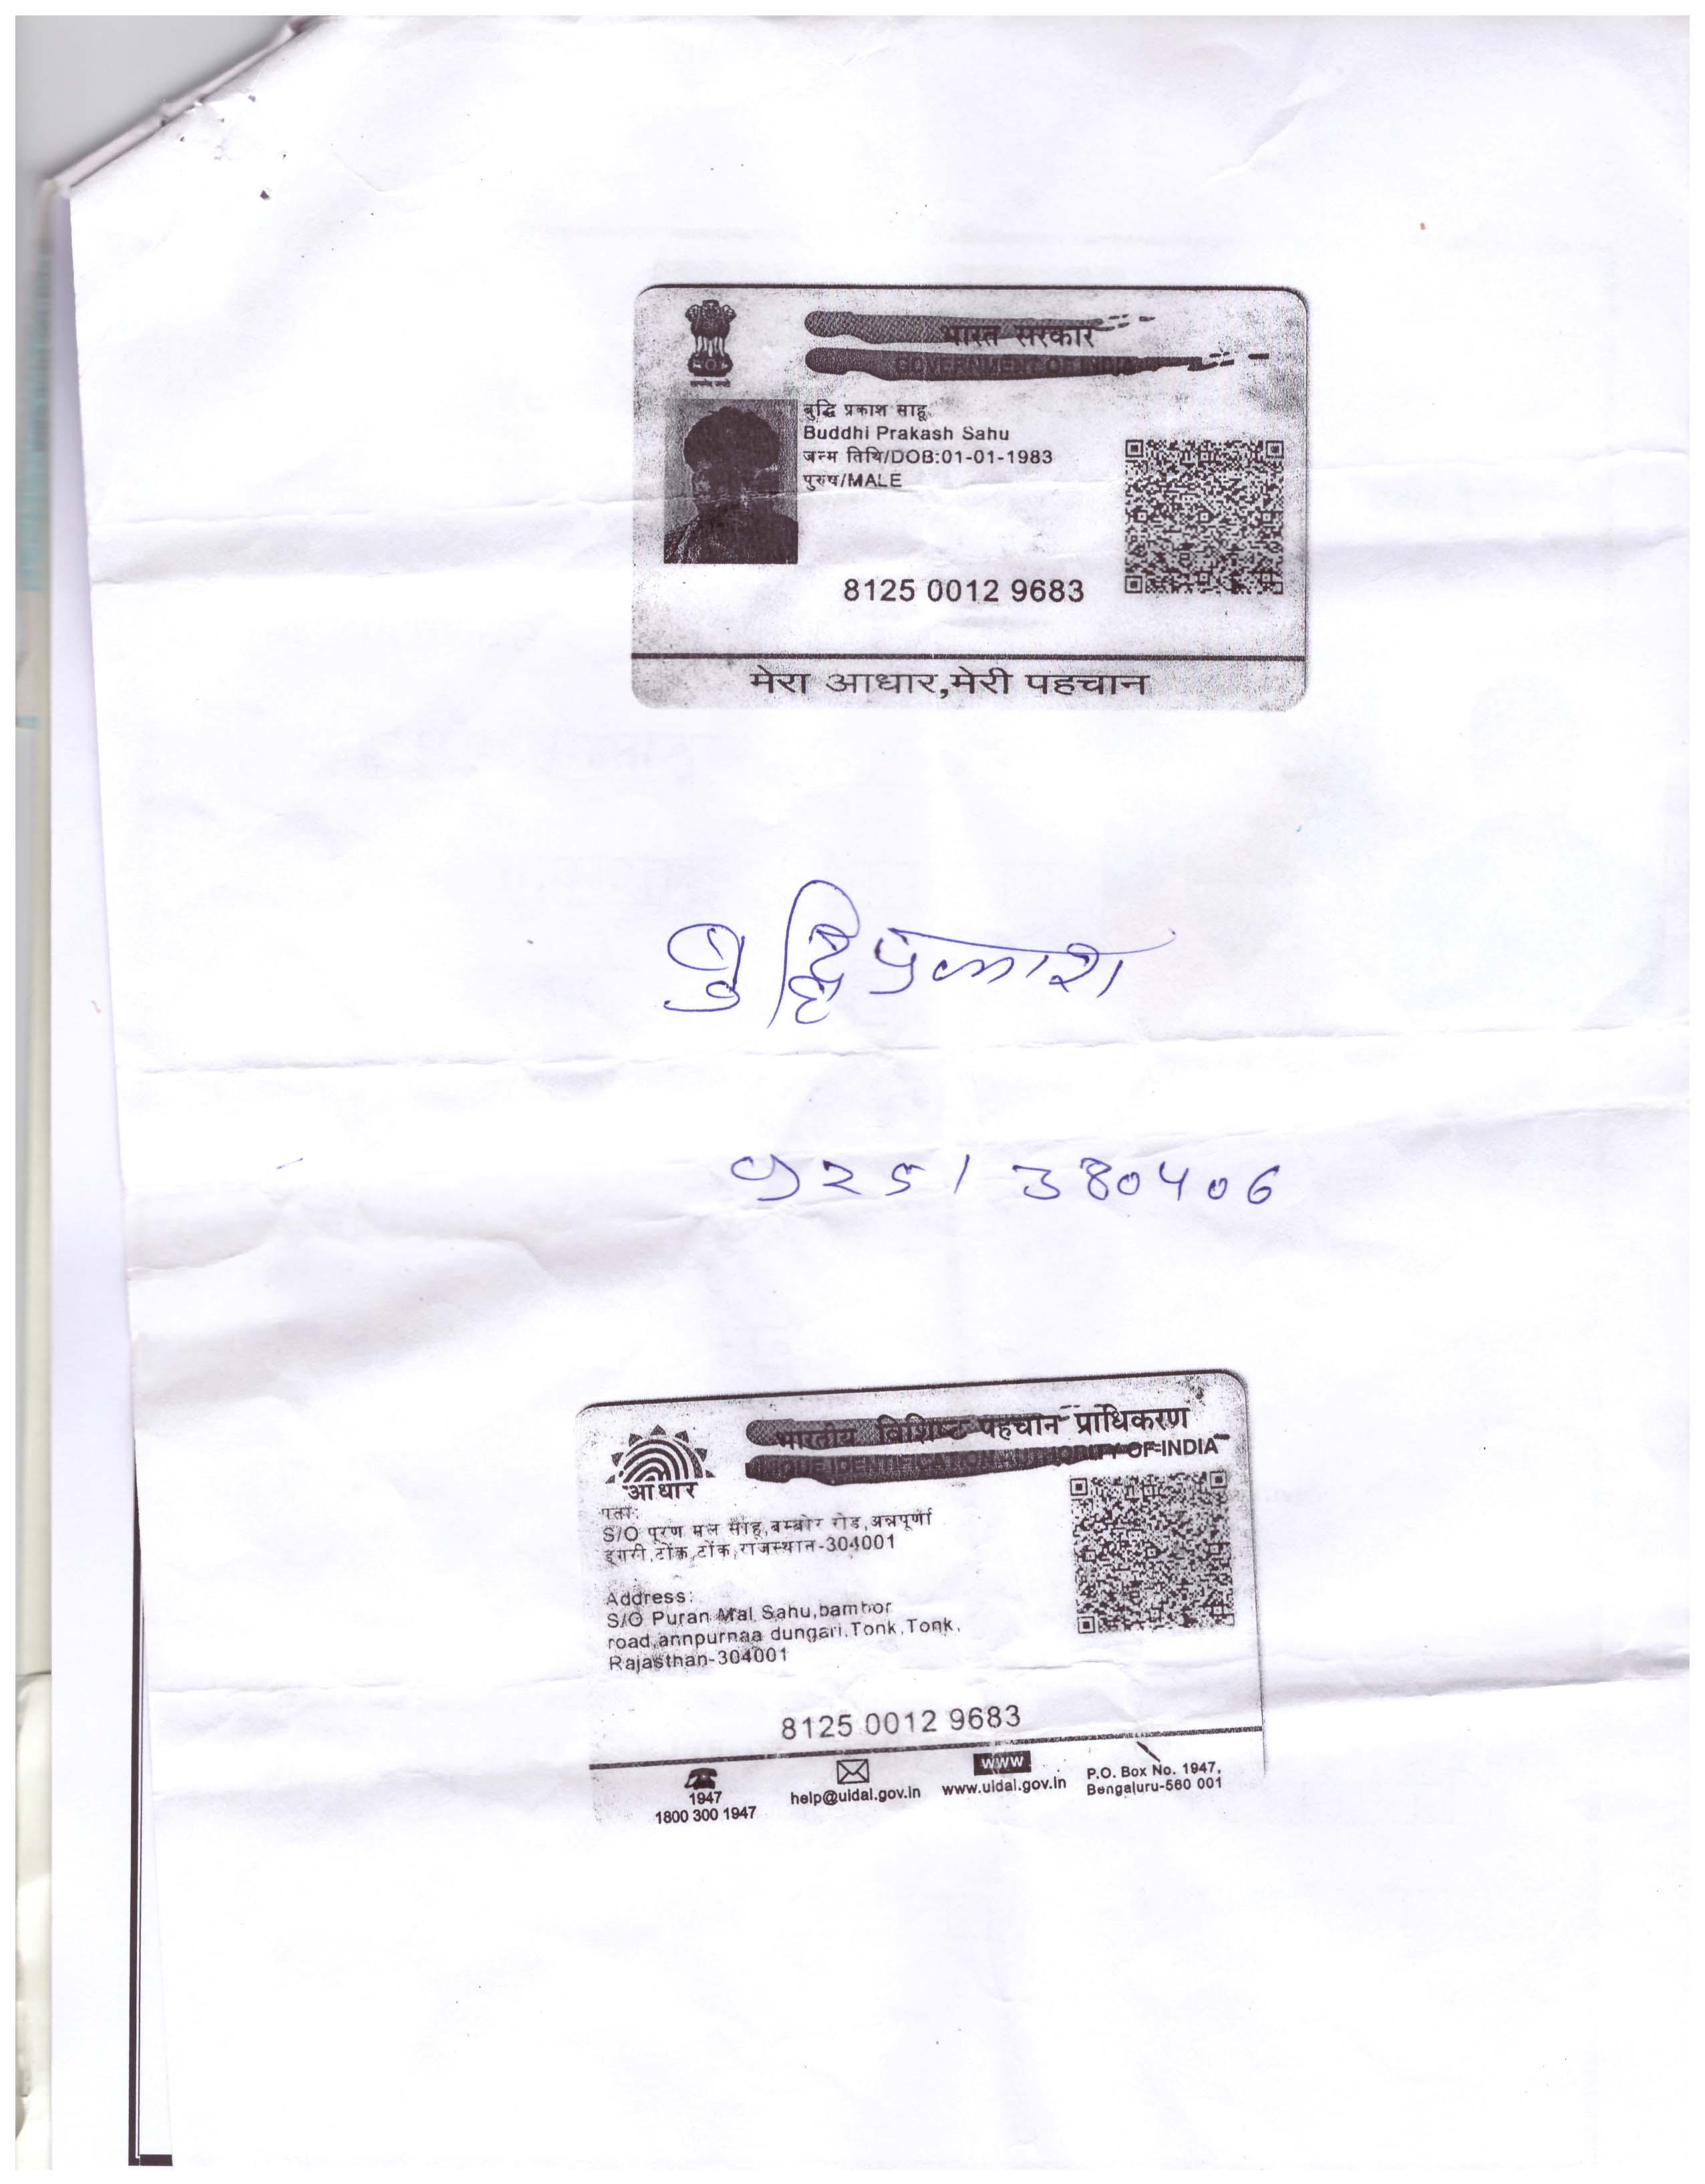 भारत सरकार
GOVERNMENT OF INDIA
बुद्धि प्रकाश साहू
Buddhi Prakash Sahu
जन्म तिथि/DOB:01-01-1983
पुरुष/MALE
8125 0012 9683
मेरा आधार,मेरी पहचान
बुद्धिप्रकाश
9251380406
भारतीय विशिष्ट पहचान प्राधिकरण
UNIQUE IDENTIFICATION AUTHORITY OF INDIA
आधार
पता:
S/O पूरण मल साहू,बम्बोर रोड,अन्नपूर्णा
डूंगरी,टोंक,टोंक,राजस्थान-304001
Address:
S/O Puran Mal Sahu,bambor
road,annpurnaa dungari,Tonk,Tonk,
Rajasthan-304001
8125 0012 9683
1947
1800 300 1947
help@uidai.gov.in
WWW
www.uidai.gov.in
P.O. Box No. 1947,
Bengaluru-560 001